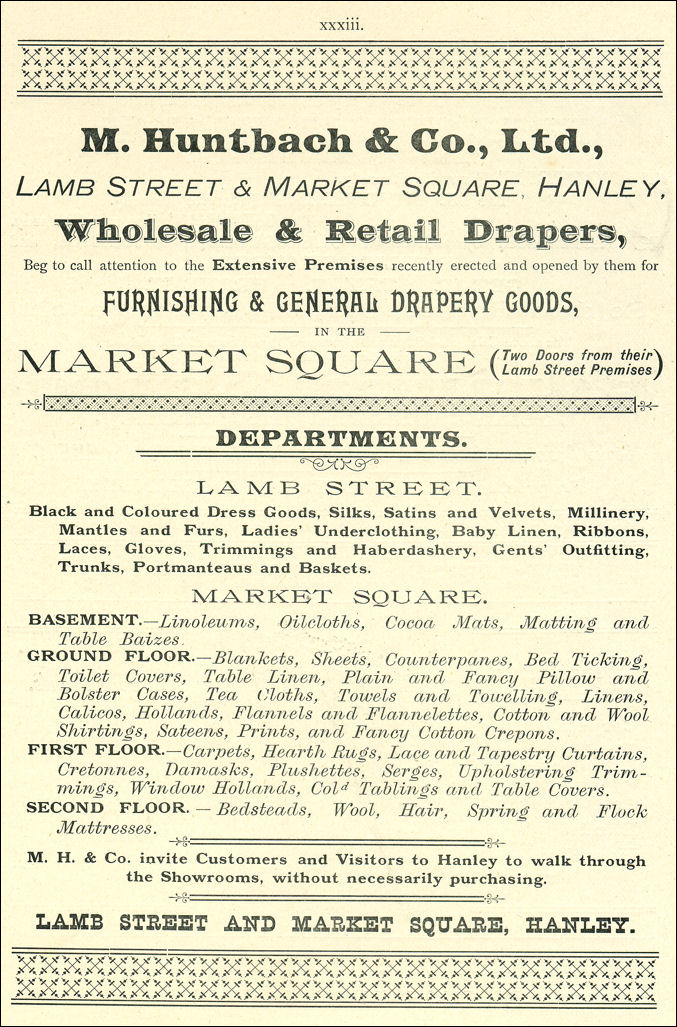 xxxiii.
M. Huntbach & Co., Ltd.,
LAMB STREET & MARKET SQUARE, HANLEY,
Wholesale & Retail Drapers,
Beg to call attention to the Extensive Premises recently erected and opened by them for
FURNISHING & GENERAL DRAPERY GOODS,
IN THE
MARKET SQUARE (Two Doors from their
Lamb Street Premises)
DEPARTMENTS.
LAMB STREET.
Black and Coloured Dress Goods, Silks, Satins and Velvets, Millinery,
Mantles and Furs, Ladies' Underclothing, Baby Linen, Ribbons,
Laces, Gloves, Trimmings and Haberdashery, Gents' Outfitting,
Trunks, Portmanteaus and Baskets.
MARKET SQUARE.
BASEMENT.—Linoleums, Oilcloths, Cocoa Mats, Matting and
Table Baizes.
GROUND FLOOR.—Blankets, Sheets, Counterpanes, Bed Ticking,
Toilet Covers, Table Linen, Plain and Fancy Pillow and
Bolster Cases, Tea Cloths, Towels and Towelling, Linens,
Calicos, Hollands, Flannels and Flannelettes, Cotton and Wool
Shirtings, Sateens, Prints, and Fancy Cotton Crepons.
FIRST FLOOR.—Carpets, Hearth Rugs, Lace and Tapestry Curtains,
Cretonnes, Damasks, Plushettes, Serges, Upholstering Trim-
mings, Window Hollands, Colᵈ Tablings and Table Covers.
SECOND FLOOR.—Bedsteads, Wool, Hair, Spring and Flock
Mattresses.
M. H. & Co. invite Customers and Visitors to Hanley to walk through
the Showrooms, without necessarily purchasing.
LAMB STREET AND MARKET SQUARE, HANLEY.